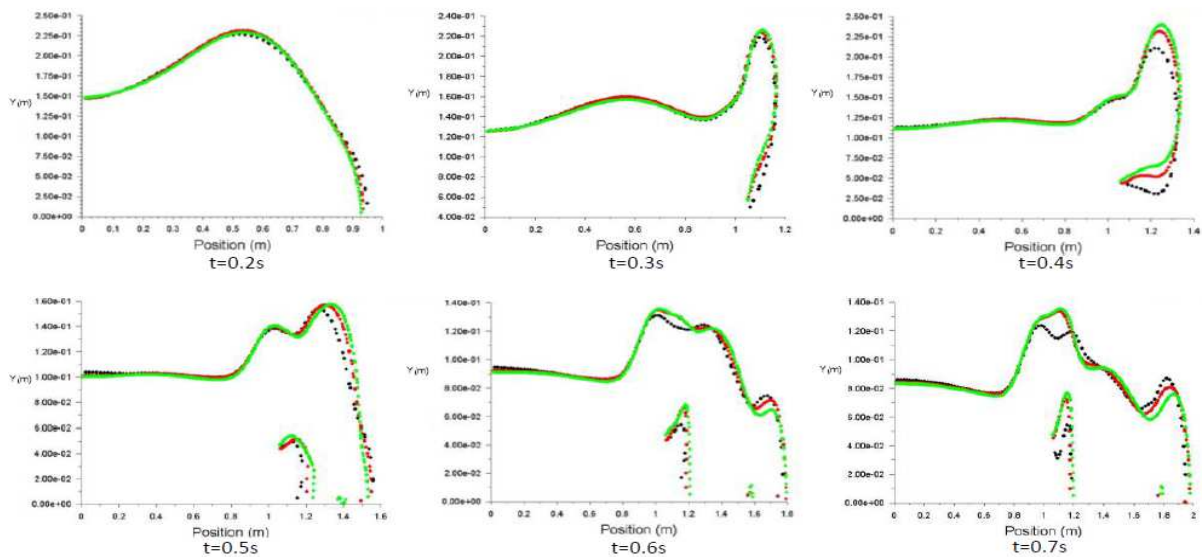 2.50e-01
2.25e-01
2.00e-01
1.75e-01
1.50e-01
Y(m)
1.25e-01
1.00e-01
7.50e-02
5.00e-02
2.50e-02
0.00e+00
0 0.1 0.2 0.3 0.4 0.5 0.6 0.7 0.8 0.9 1
Position (m)
t=0.2s
2.40e-01
2.20e-01
2.00e-01
1.80e-01
1.60e-01
Y(m)
1.40e-01
1.20e-01
1.00e-01
8.00e-02
6.00e-02
4.00e-02
0 0.2 0.4 0.6 0.8 1 1.2
Position (m)
t=0.3s
2.50e-01
2.25e-01
2.00e-01
1.75e-01
1.50e-01
Y(m)
1.25e-01
1.00e-01
7.50e-02
5.00e-02
2.50e-02
0.00e+00
0 0.2 0.4 0.6 0.8 1 1.2 1.4
Position (m)
t=0.4s
1.60e-01
1.40e-01
1.20e-01
1.00e-01
Y(m)
8.00e-02
6.00e-02
4.00e-02
2.00e-02
0.00e+00
0 0.2 0.4 0.6 0.8 1 1.2 1.4 1.6
Position (m)
t=0.5s
1.40e-01
1.20e-01
1.00e-01
Y(m)
8.00e-02
6.00e-02
4.00e-02
2.00e-02
0.00e+00
0 0.2 0.4 0.6 0.8 1 1.2 1.4 1.6 1.8
Position (m)
t=0.6s
1.40e-01
1.20e-01
1.00e-01
Y(m)
8.00e-02
6.00e-02
4.00e-02
2.00e-02
0.00e+00
0 0.2 0.4 0.6 0.8 1 1.2 1.4 1.6 1.8 2
Position (m)
t=0.7s